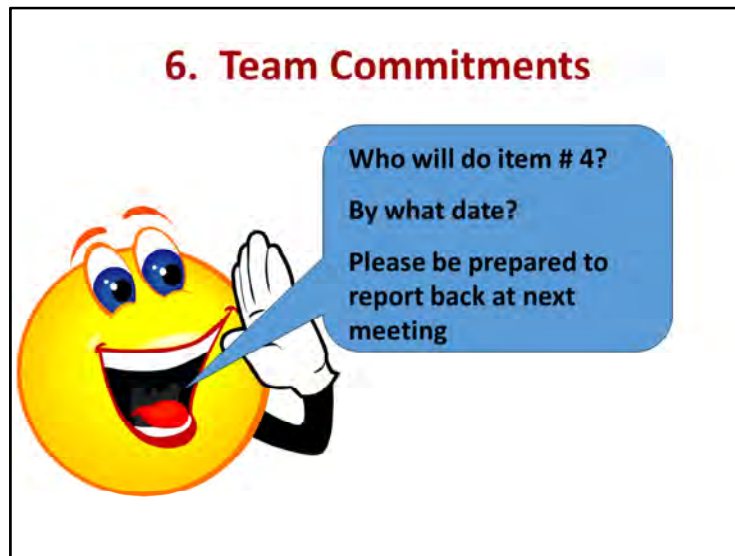 6. Team Commitments
Who will do item # 4?
By what date?
Please be prepared to
report back at next
meeting